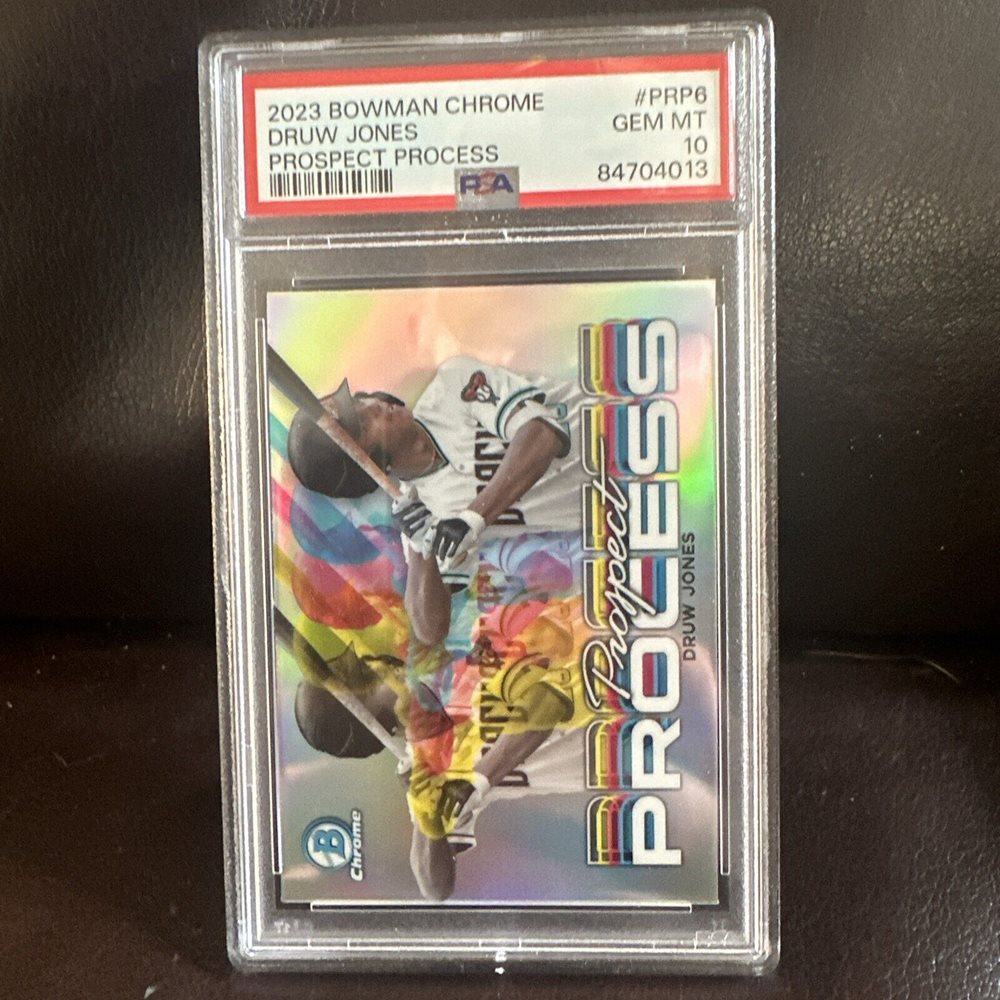 2023 BOWMAN CHROME #PRP6
DRUW JONES GEM MT
PROSPECT PROCESS 10
PSA 84704013
Prospect
PROCESS
DRUW JONES
B
Chrome